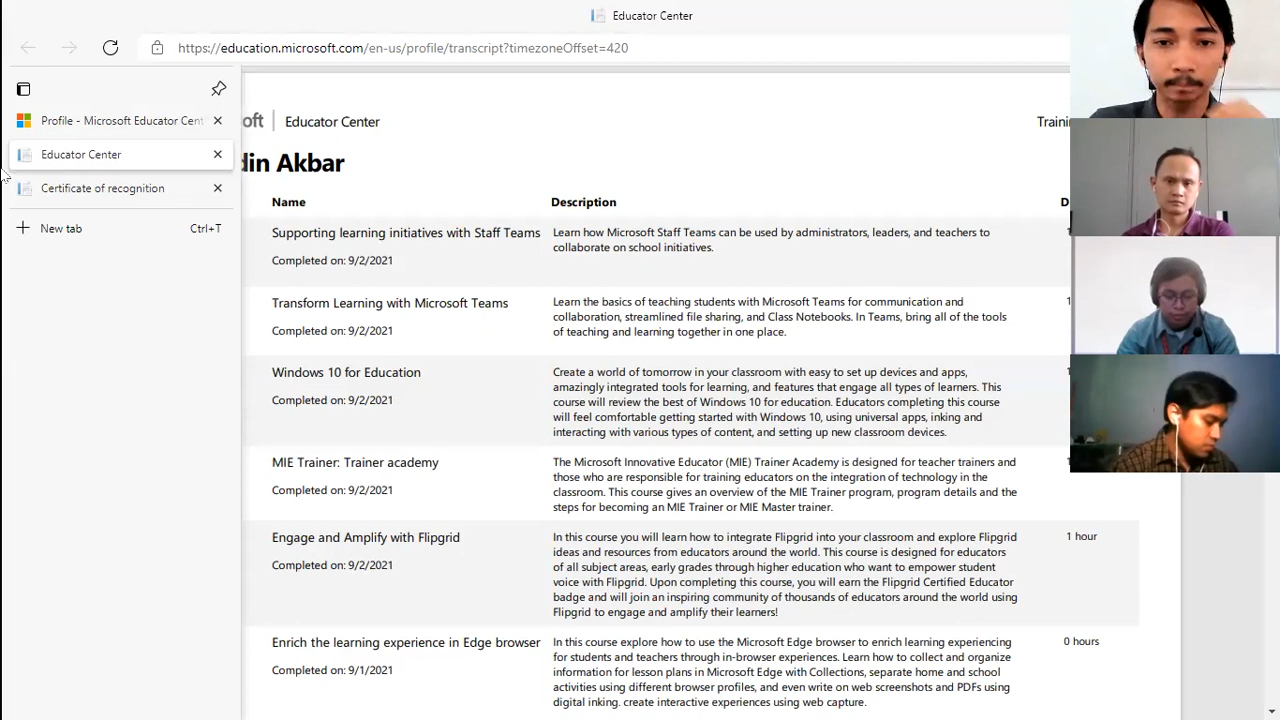 Educator Center
https://education.microsoft.com/en-us/profile/transcript?timezoneOffset=420
Profile - Microsoft Educator Cent
Educator Center
Certificate of recognition
New tab Ctrl+T
oft | Educator Center
Trainin
din Akbar
Name Description D
Supporting learning initiatives with Staff Teams
Completed on: 9/2/2021
Learn how Microsoft Staff Teams can be used by administrators, leaders, and teachers to
collaborate on school initiatives.
Transform Learning with Microsoft Teams
Completed on: 9/2/2021
Learn the basics of teaching students with Microsoft Teams for communication and
collaboration, streamlined file sharing, and Class Notebooks. In Teams, bring all of the tools
of teaching and learning together in one place.
Windows 10 for Education
Completed on: 9/2/2021
Create a world of tomorrow in your classroom with easy to set up devices and apps,
amazingly integrated tools for learning, and features that engage all types of learners. This
course will review the best of Windows 10 for education. Educators completing this course
will feel comfortable getting started with Windows 10, using universal apps, inking and
interacting with various types of content, and setting up new classroom devices.
MIE Trainer: Trainer academy
Completed on: 9/2/2021
The Microsoft Innovative Educator (MIE) Trainer Academy is designed for teacher trainers and
those who are responsible for training educators on the integration of technology in the
classroom. This course gives an overview of the MIE Trainer program, program details and the
steps for becoming an MIE Trainer or MIE Master trainer.
Engage and Amplify with Flipgrid
Completed on: 9/2/2021
In this course you will learn how to integrate Flipgrid into your classroom and explore Flipgrid
ideas and resources from educators around the world. This course is designed for educators
of all subject areas, early grades through higher education who want to empower student
voice with Flipgrid. Upon completing this course, you will earn the Flipgrid Certified Educator
badge and will join an inspiring community of thousands of educators around the world using
Flipgrid to engage and amplify their learners!
1 hour
Enrich the learning experience in Edge browser
Completed on: 9/1/2021
In this course explore how to use the Microsoft Edge browser to enrich learning experiencing
for students and teachers through in-browser experiences. Learn how to collect and organize
information for lesson plans in Microsoft Edge with Collections, separate home and school
activities using different browser profiles, and even write on web screenshots and PDFs using
digital inking. create interactive experiences using web capture.
0 hours